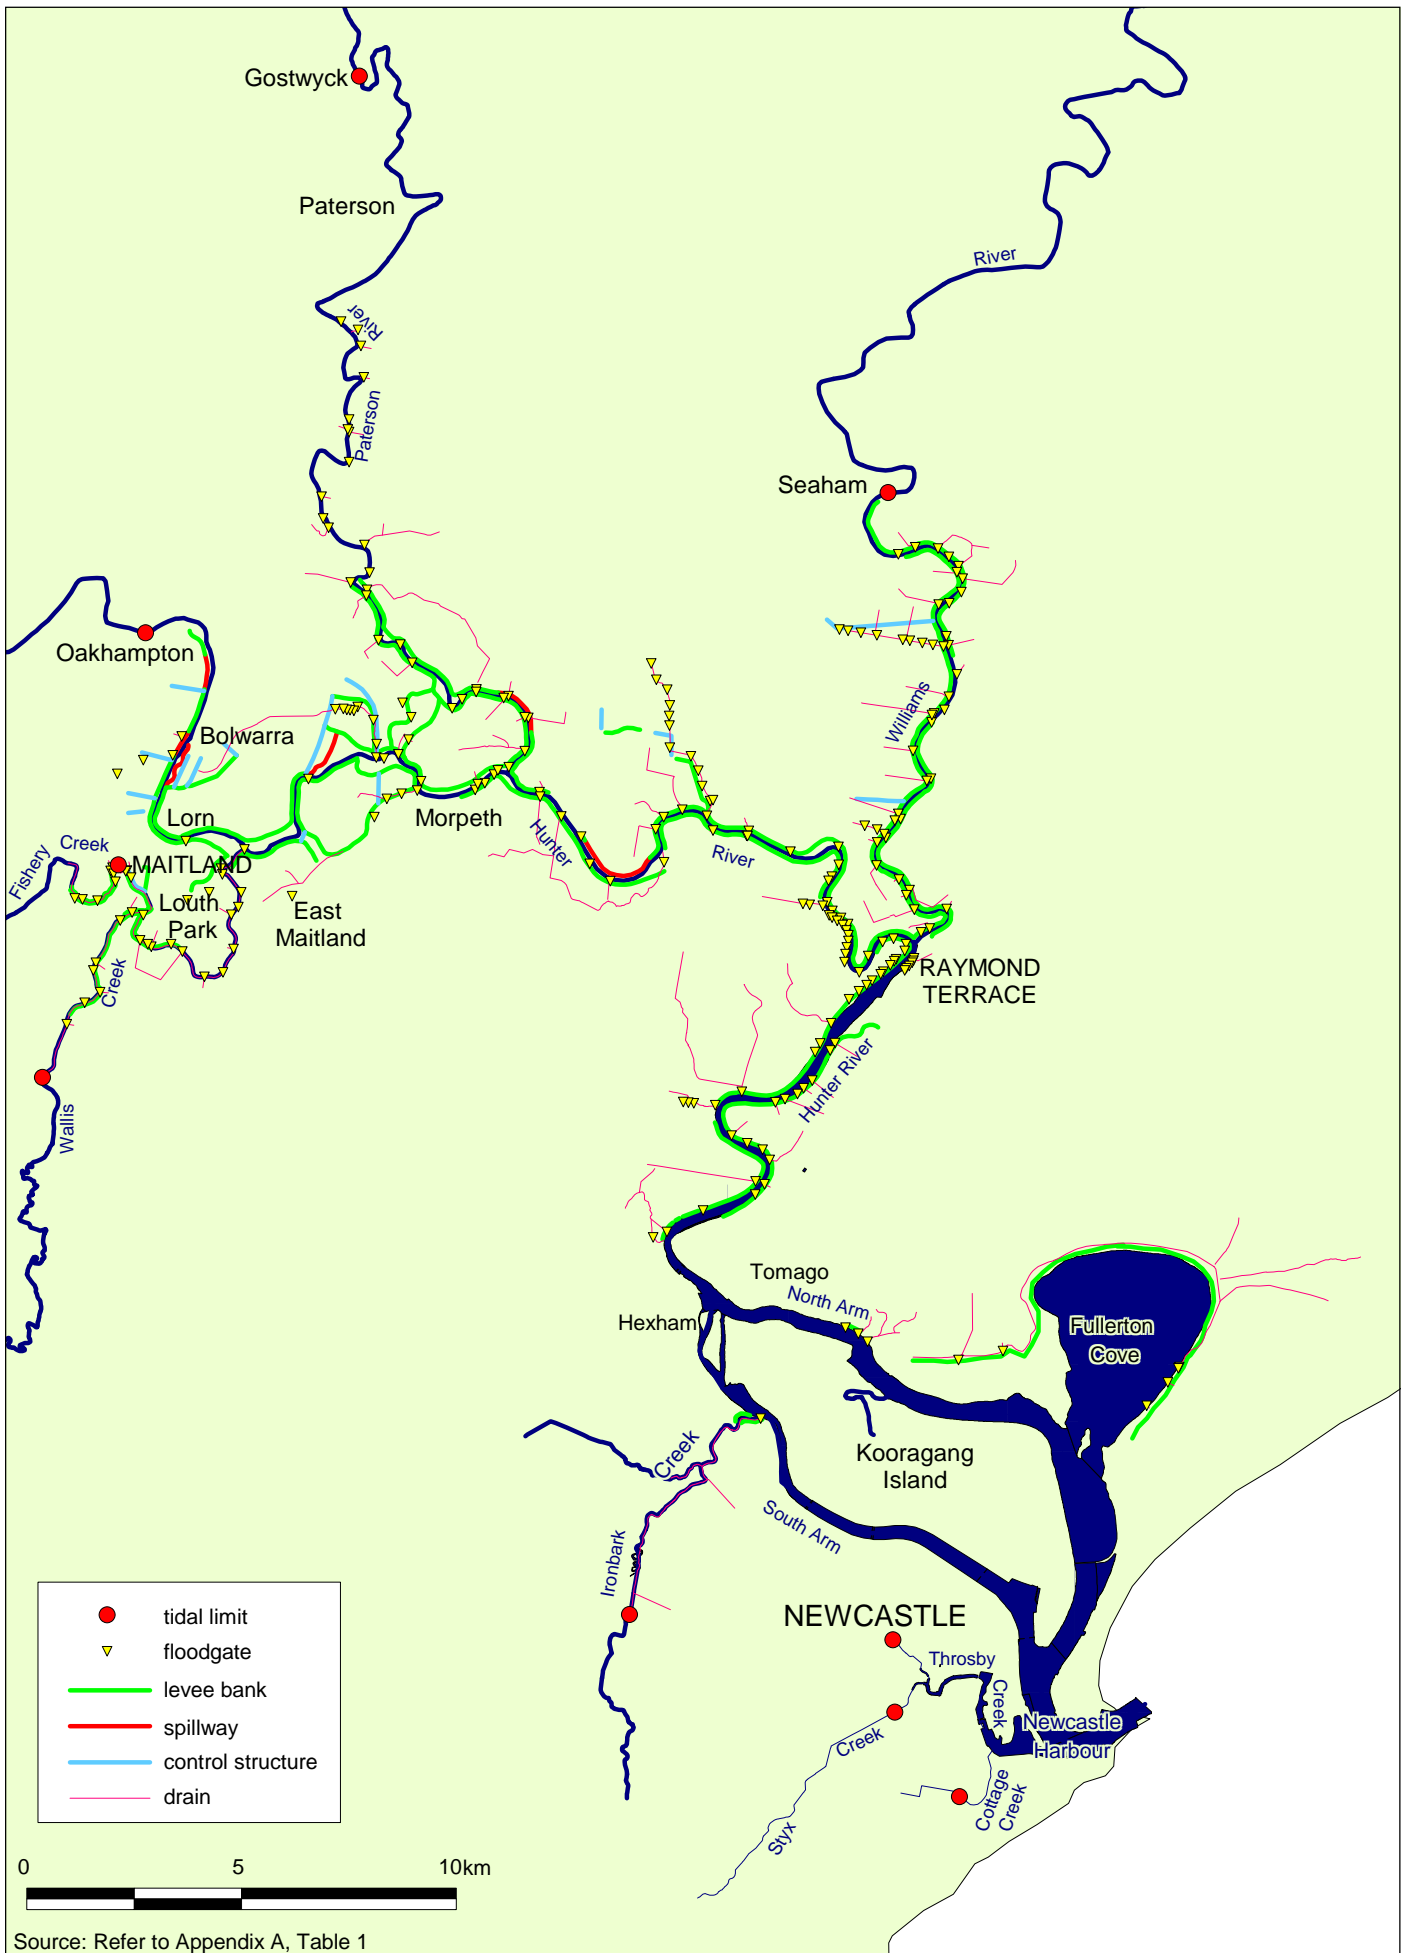 Gostwyck
Paterson
River
River
Paterson
Seaham
Oakhampton
Williams
Bolwarra
Lorn
Morpeth
Hunter
River
Fishery
Creek
MAITLAND
Louth
Park
East
Maitland
Creek
RAYMOND
TERRACE
Hunter River
Wallis
Tomago
North Arm
Hexham
Fullerton
Cove
Creek
Kooragang
Island
South Arm
Ironbark
NEWCASTLE
Throsby
Creek
Newcastle
Harbour
Creek
Styx
Cottage
Creek
tidal limit
floodgate
levee bank
spillway
control structure
drain
0 5 10km
Source: Refer to Appendix A, Table 1